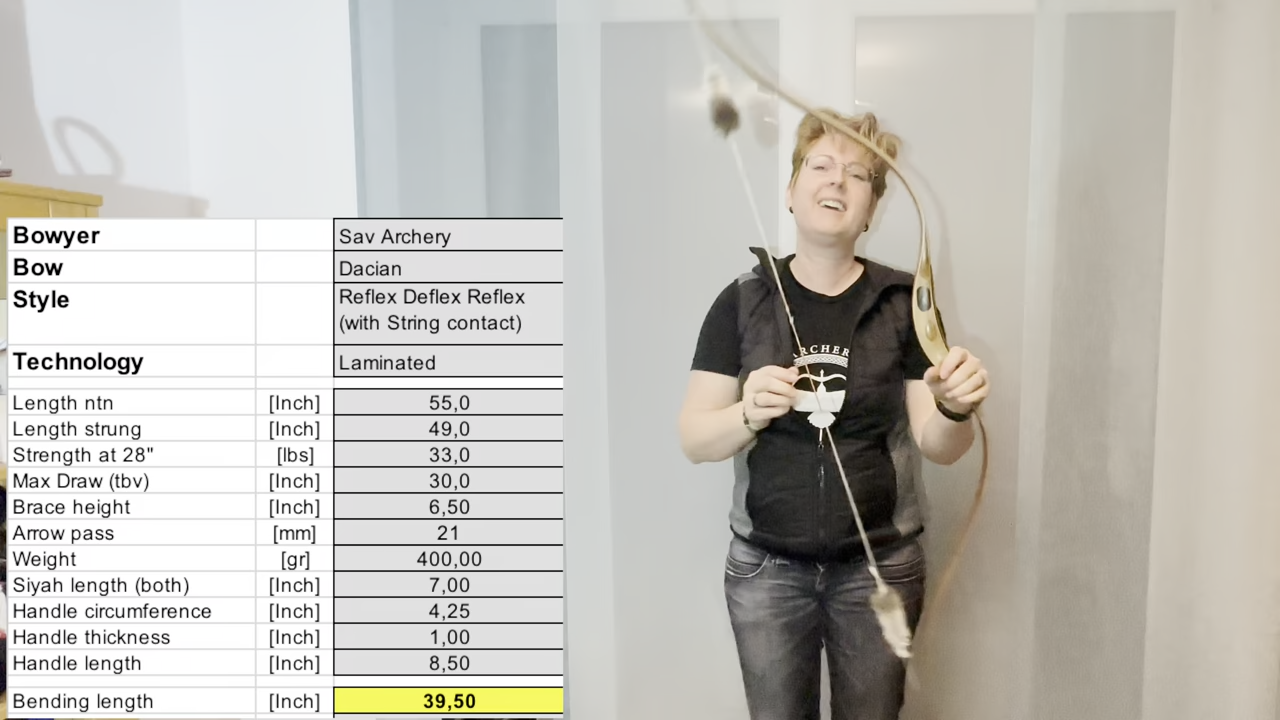 Bowyer Sav Archery
Bow Dacian
Style Reflex Deflex Reflex
(with String contact)
Technology Laminated
Length ntn [Inch] 55,0
Length strung [Inch] 49,0
Strength at 28" [lbs] 33,0
Max Draw (tbv) [Inch] 30,0
Brace height [Inch] 6,50
Arrow pass [mm] 21
Weight [gr] 400,00
Siyah length (both) [Inch] 7,00
Handle circumference [Inch] 4,25
Handle thickness [Inch] 1,00
Handle length [Inch] 8,50
Bending length [Inch] 39,50